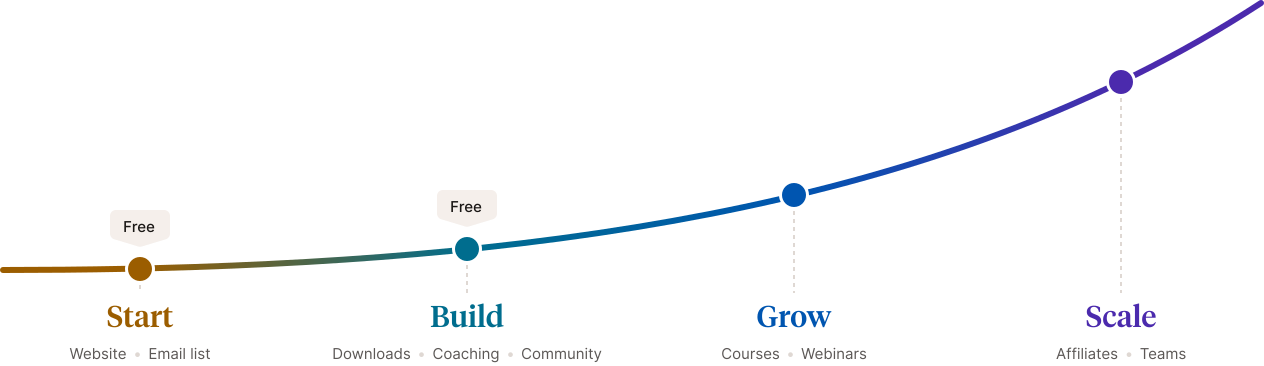 Free
Free
Start
Build
Grow
Scale
Website • Email list
Downloads • Coaching • Community
Courses • Webinars
Affiliates • Teams